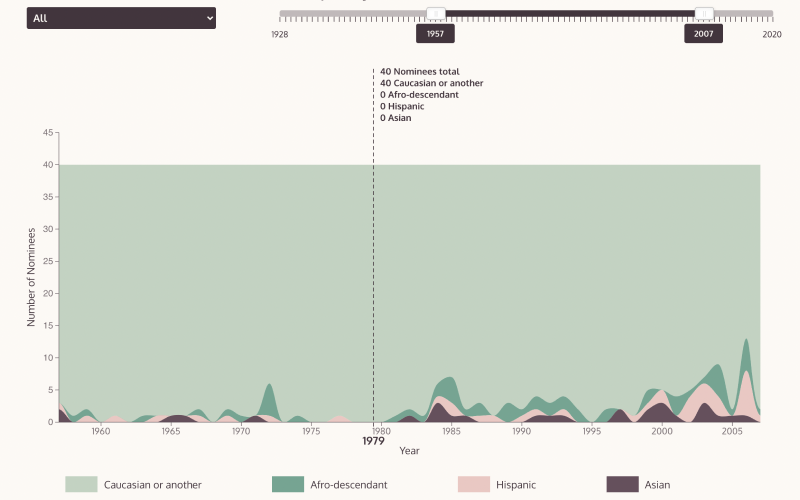 All
1957
2007
1928
2020
40 Nominees total
40 Caucasian or another
0 Afro-descendant
0 Hispanic
0 Asian
45
40
35
30
25
20
15
10
5
0
Number of Nominees
1960
1965
1970
1975
1980
1985
1990
1995
2000
2005
1979
Year
Caucasian or another
Afro-descendant
Hispanic
Asian